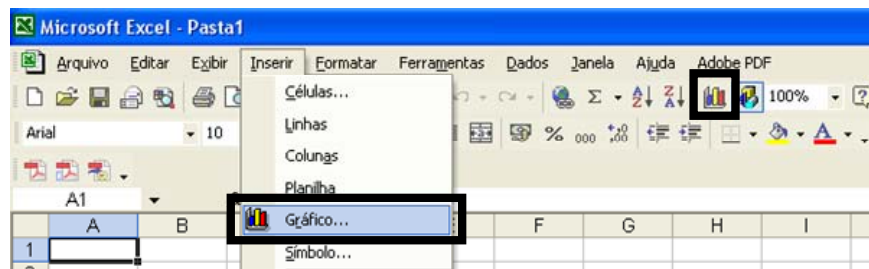 Microsoft Excel - Pasta1
Arquivo Editar Exibir Inserir Formatar Ferramentas Dados Janela Ajuda Adobe PDF
Σ 100%
Arial 10 % 000
Células...
Linhas
Colunas
Planilha
Gráfico...
Símbolo...
A1
A B F G H I
1